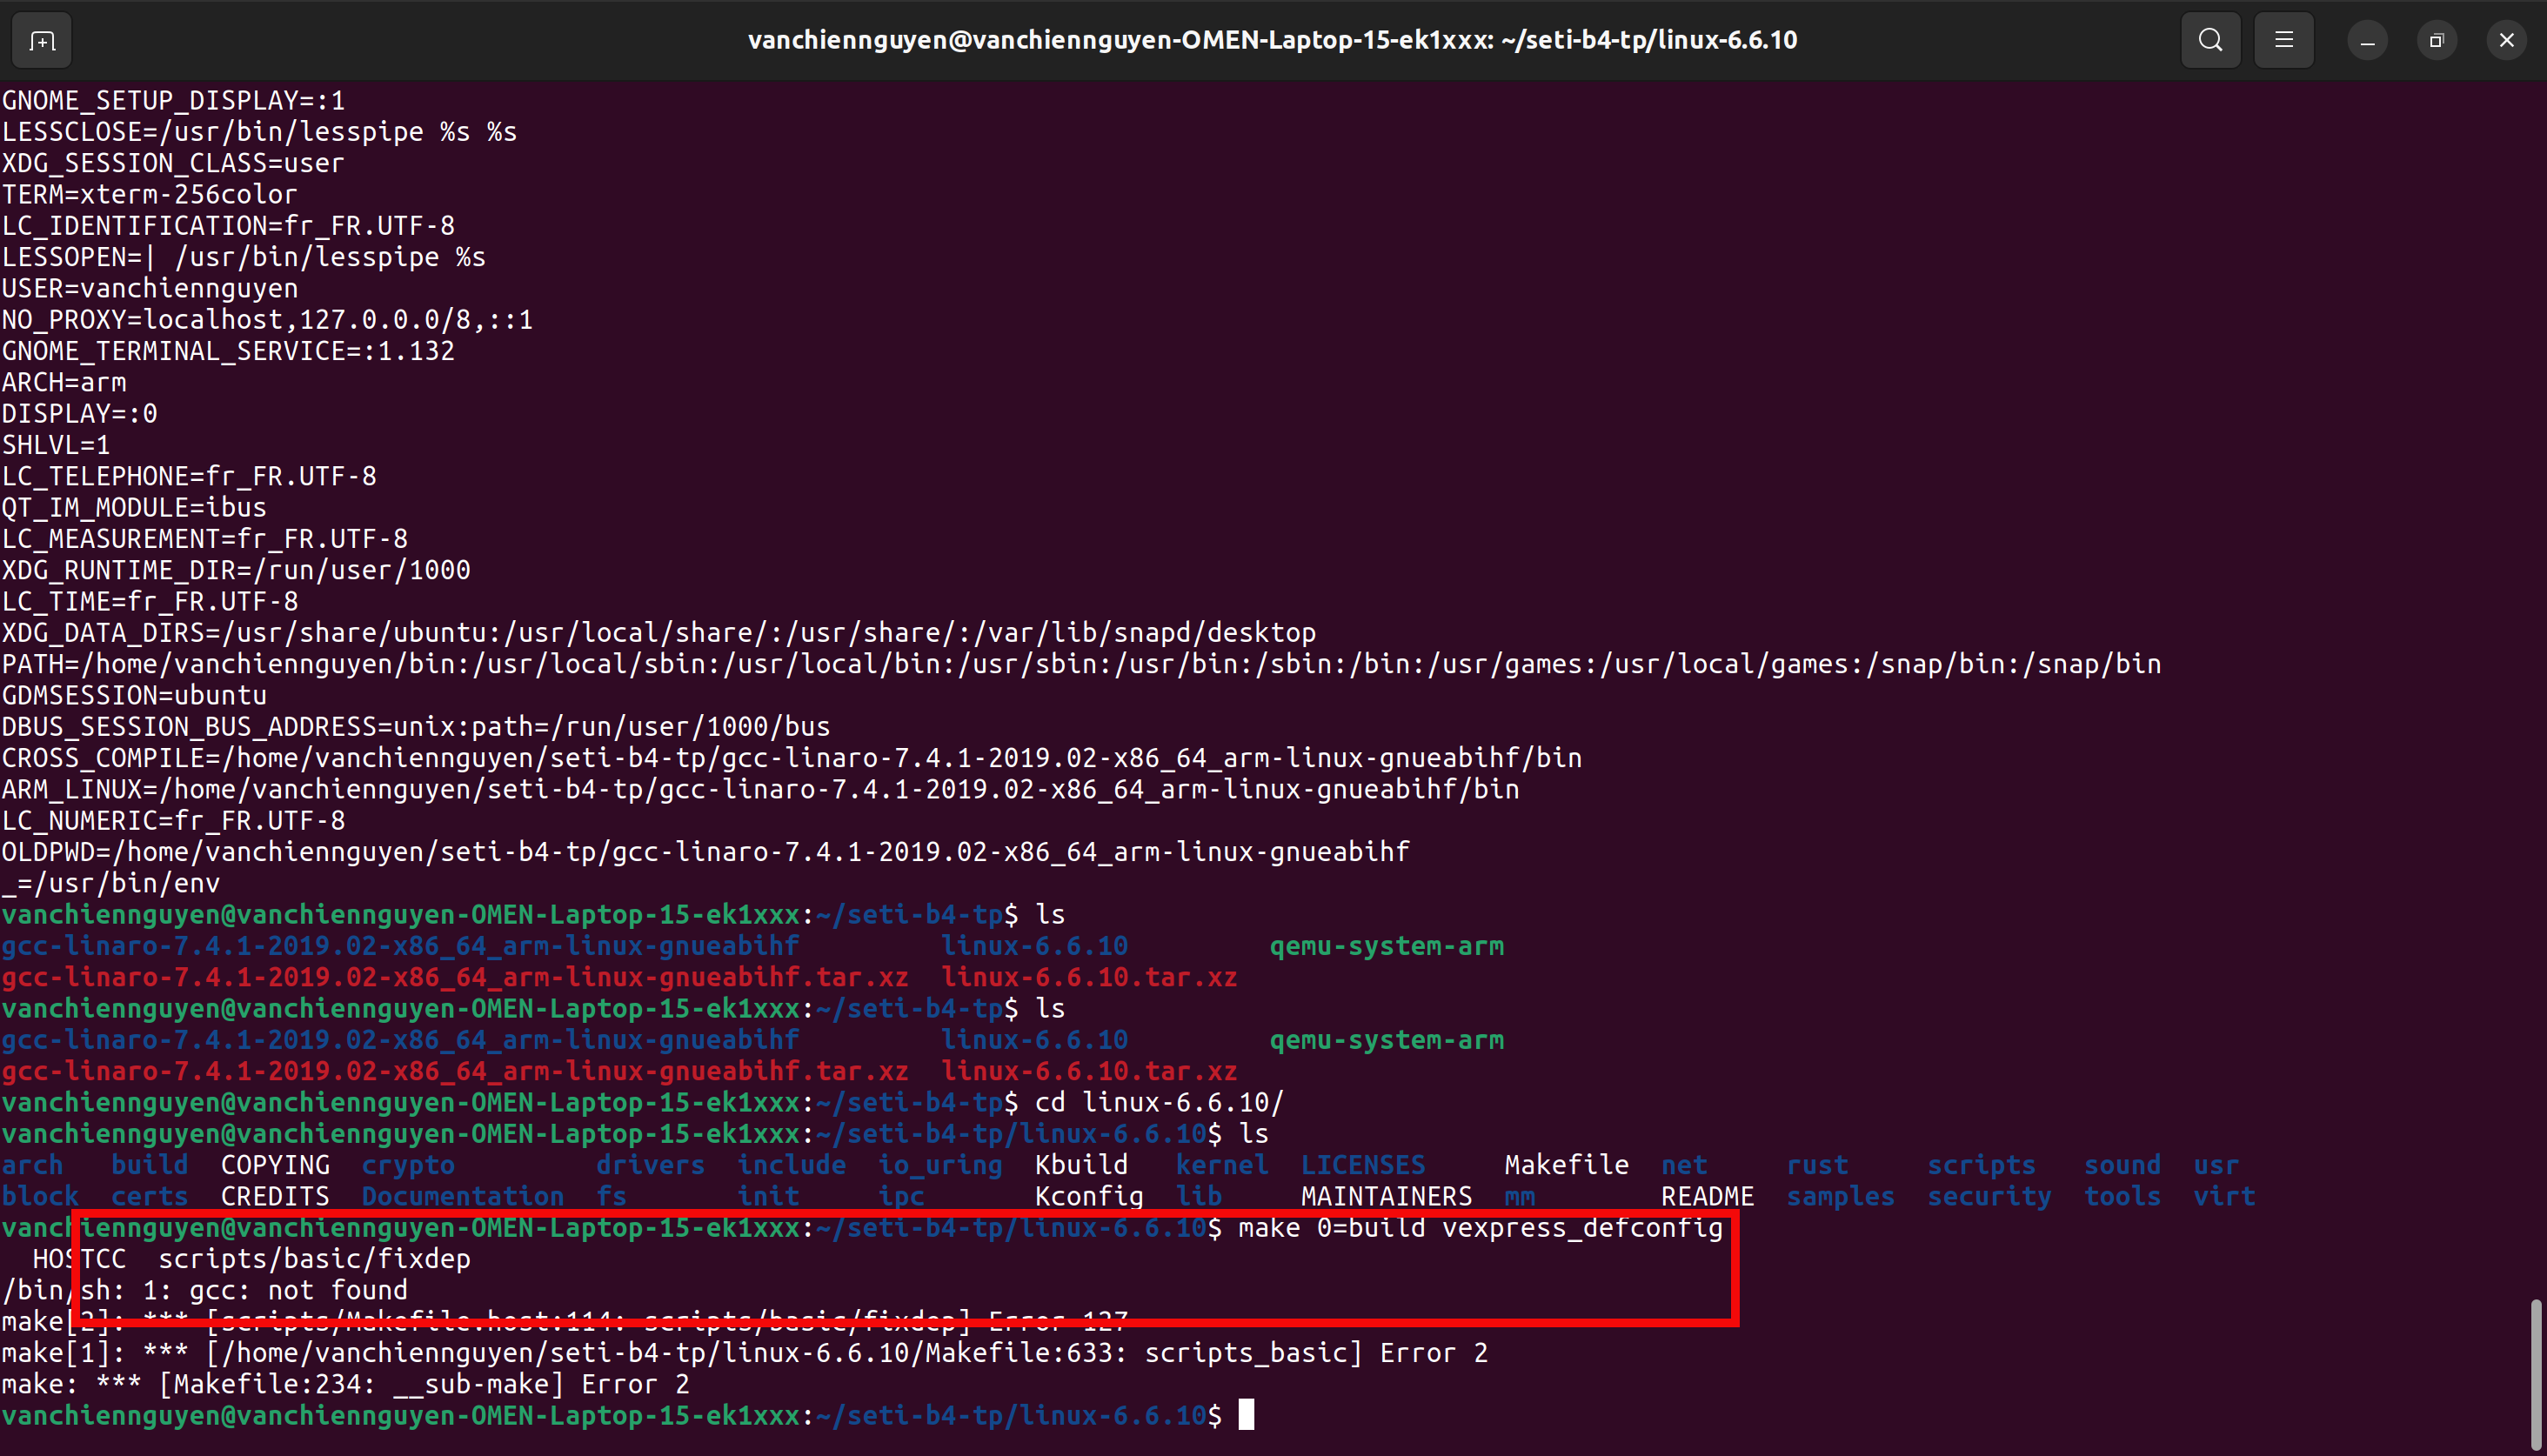 vanchiennguyen@vanchiennguyen-OMEN-Laptop-15-ek1xxx: ~/seti-b4-tp/linux-6.6.10
GNOME_SETUP_DISPLAY=:1
LESSCLOSE=/usr/bin/lesspipe %s %s
XDG_SESSION_CLASS=user
TERM=xterm-256color
LC_IDENTIFICATION=fr_FR.UTF-8
LESSOPEN=| /usr/bin/lesspipe %s
USER=vanchiennguyen
NO_PROXY=localhost,127.0.0.0/8,::1
GNOME_TERMINAL_SERVICE=:1.132
ARCH=arm
DISPLAY=:0
SHLVL=1
LC_TELEPHONE=fr_FR.UTF-8
QT_IM_MODULE=ibus
LC_MEASUREMENT=fr_FR.UTF-8
XDG_RUNTIME_DIR=/run/user/1000
LC_TIME=fr_FR.UTF-8
XDG_DATA_DIRS=/usr/share/ubuntu:/usr/local/share/:/usr/share/:/var/lib/snapd/desktop
PATH=/home/vanchiennguyen/bin:/usr/local/sbin:/usr/local/bin:/usr/sbin:/usr/bin:/sbin:/bin:/usr/games:/usr/local/games:/snap/bin:/snap/bin
GDMSESSION=ubuntu
DBUS_SESSION_BUS_ADDRESS=unix:path=/run/user/1000/bus
CROSS_COMPILE=/home/vanchiennguyen/seti-b4-tp/gcc-linaro-7.4.1-2019.02-x86_64_arm-linux-gnueabihf/bin
ARM_LINUX=/home/vanchiennguyen/seti-b4-tp/gcc-linaro-7.4.1-2019.02-x86_64_arm-linux-gnueabihf/bin
LC_NUMERIC=fr_FR.UTF-8
OLDPWD=/home/vanchiennguyen/seti-b4-tp/gcc-linaro-7.4.1-2019.02-x86_64_arm-linux-gnueabihf
_=/usr/bin/env
vanchiennguyen@vanchiennguyen-OMEN-Laptop-15-ek1xxx:~/seti-b4-tp$ ls
gcc-linaro-7.4.1-2019.02-x86_64_arm-linux-gnueabihf linux-6.6.10 qemu-system-arm
gcc-linaro-7.4.1-2019.02-x86_64_arm-linux-gnueabihf.tar.xz linux-6.6.10.tar.xz
vanchiennguyen@vanchiennguyen-OMEN-Laptop-15-ek1xxx:~/seti-b4-tp$ ls
gcc-linaro-7.4.1-2019.02-x86_64_arm-linux-gnueabihf linux-6.6.10 qemu-system-arm
gcc-linaro-7.4.1-2019.02-x86_64_arm-linux-gnueabihf.tar.xz linux-6.6.10.tar.xz
vanchiennguyen@vanchiennguyen-OMEN-Laptop-15-ek1xxx:~/seti-b4-tp$ cd linux-6.6.10/
vanchiennguyen@vanchiennguyen-OMEN-Laptop-15-ek1xxx:~/seti-b4-tp/linux-6.6.10$ ls
arch build COPYING crypto drivers include io_uring Kbuild kernel LICENSES Makefile net rust scripts sound usr
block certs CREDITS Documentation fs init ipc Kconfig lib MAINTAINERS mm README samples security tools virt
vanchiennguyen@vanchiennguyen-OMEN-Laptop-15-ek1xxx:~/seti-b4-tp/linux-6.6.10$ make 0=build vexpress_defconfig
HOSTCC scripts/basic/fixdep
/bin/sh: 1: gcc: not found
make[2]: *** [scripts/Makefile.host:114: scripts/basic/fixdep] Error 127
make[1]: *** [/home/vanchiennguyen/seti-b4-tp/linux-6.6.10/Makefile:633: scripts_basic] Error 2
make: *** [Makefile:234: __sub-make] Error 2
vanchiennguyen@vanchiennguyen-OMEN-Laptop-15-ek1xxx:~/seti-b4-tp/linux-6.6.10$